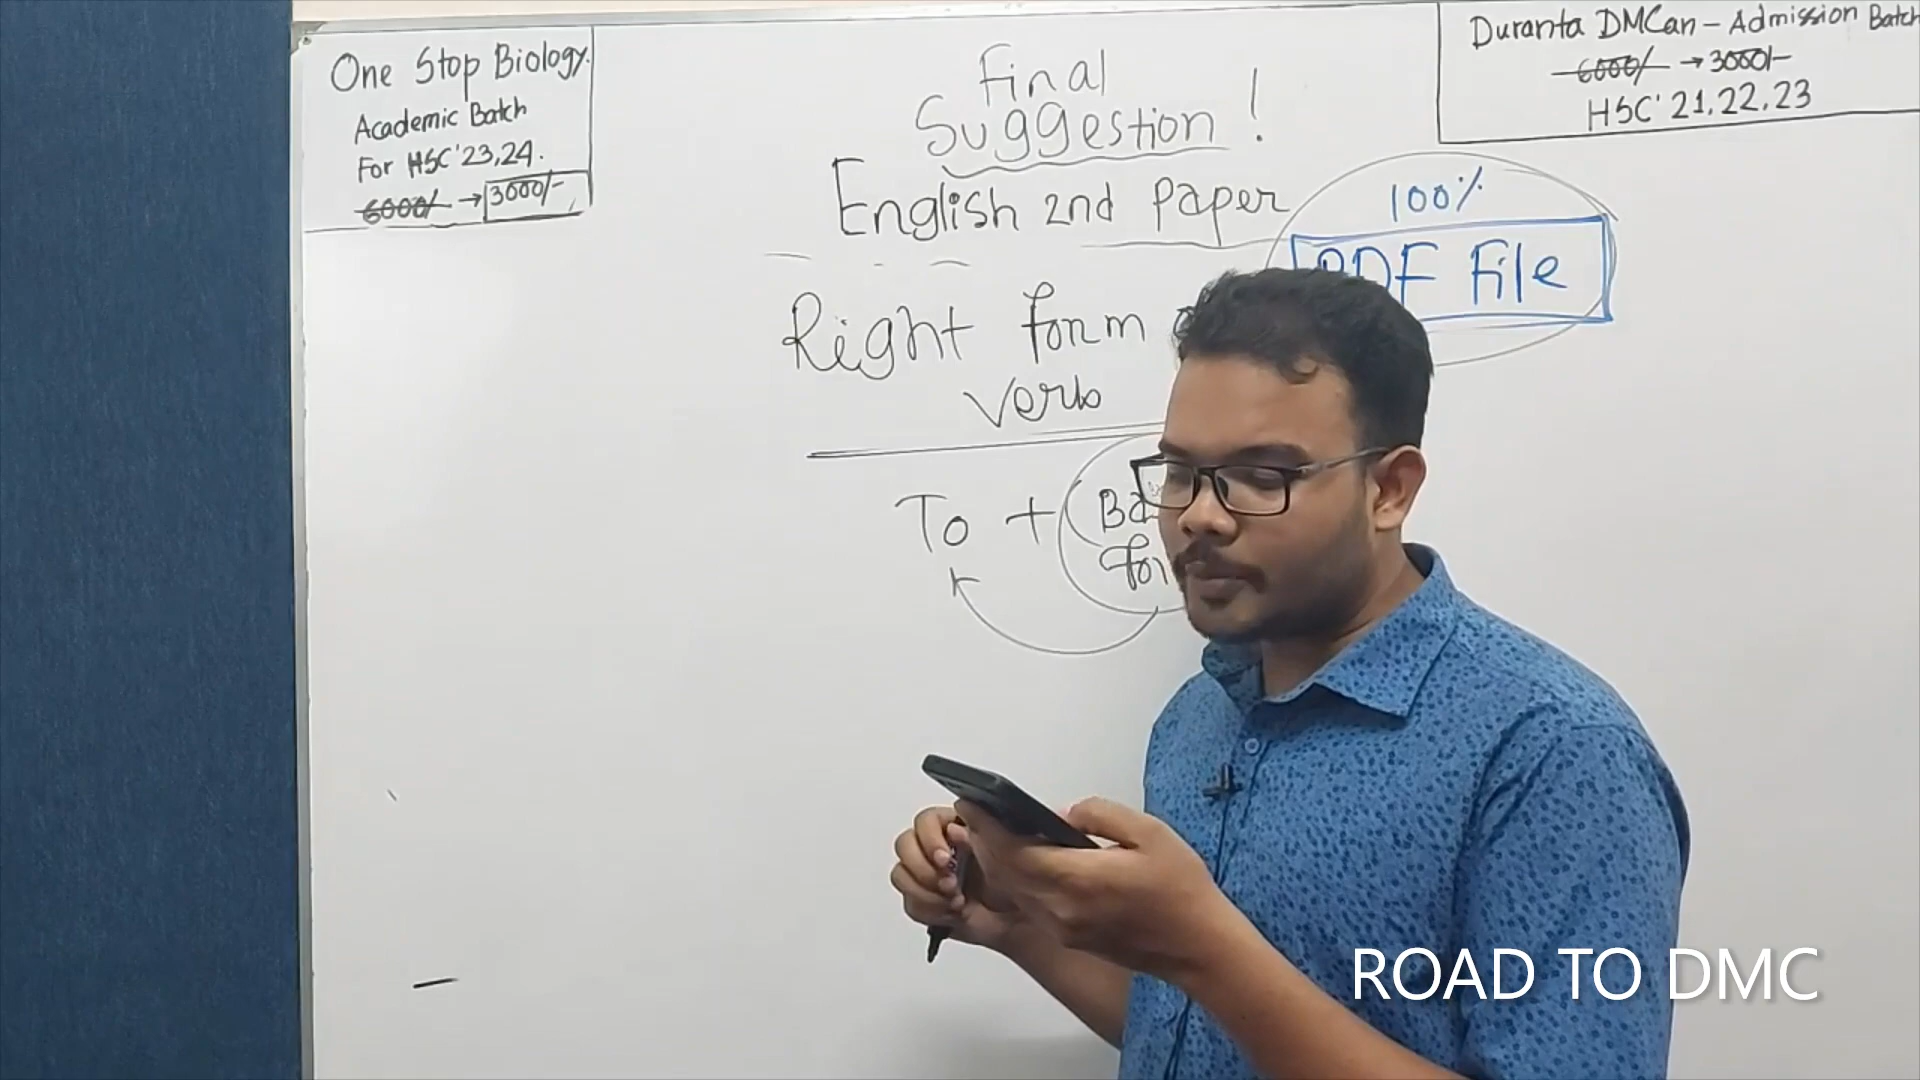 One Stop Biology.
Academic Batch
For HSC'23,24.
6000/- → 3000/-
Final
Suggestion !
English 2nd Paper
Duranta DMCan - Admission Batch
6000/- → 3000/-
HSC' 21, 22, 23
100%
PDF File
Right form
verb
To +
ROAD TO DMC